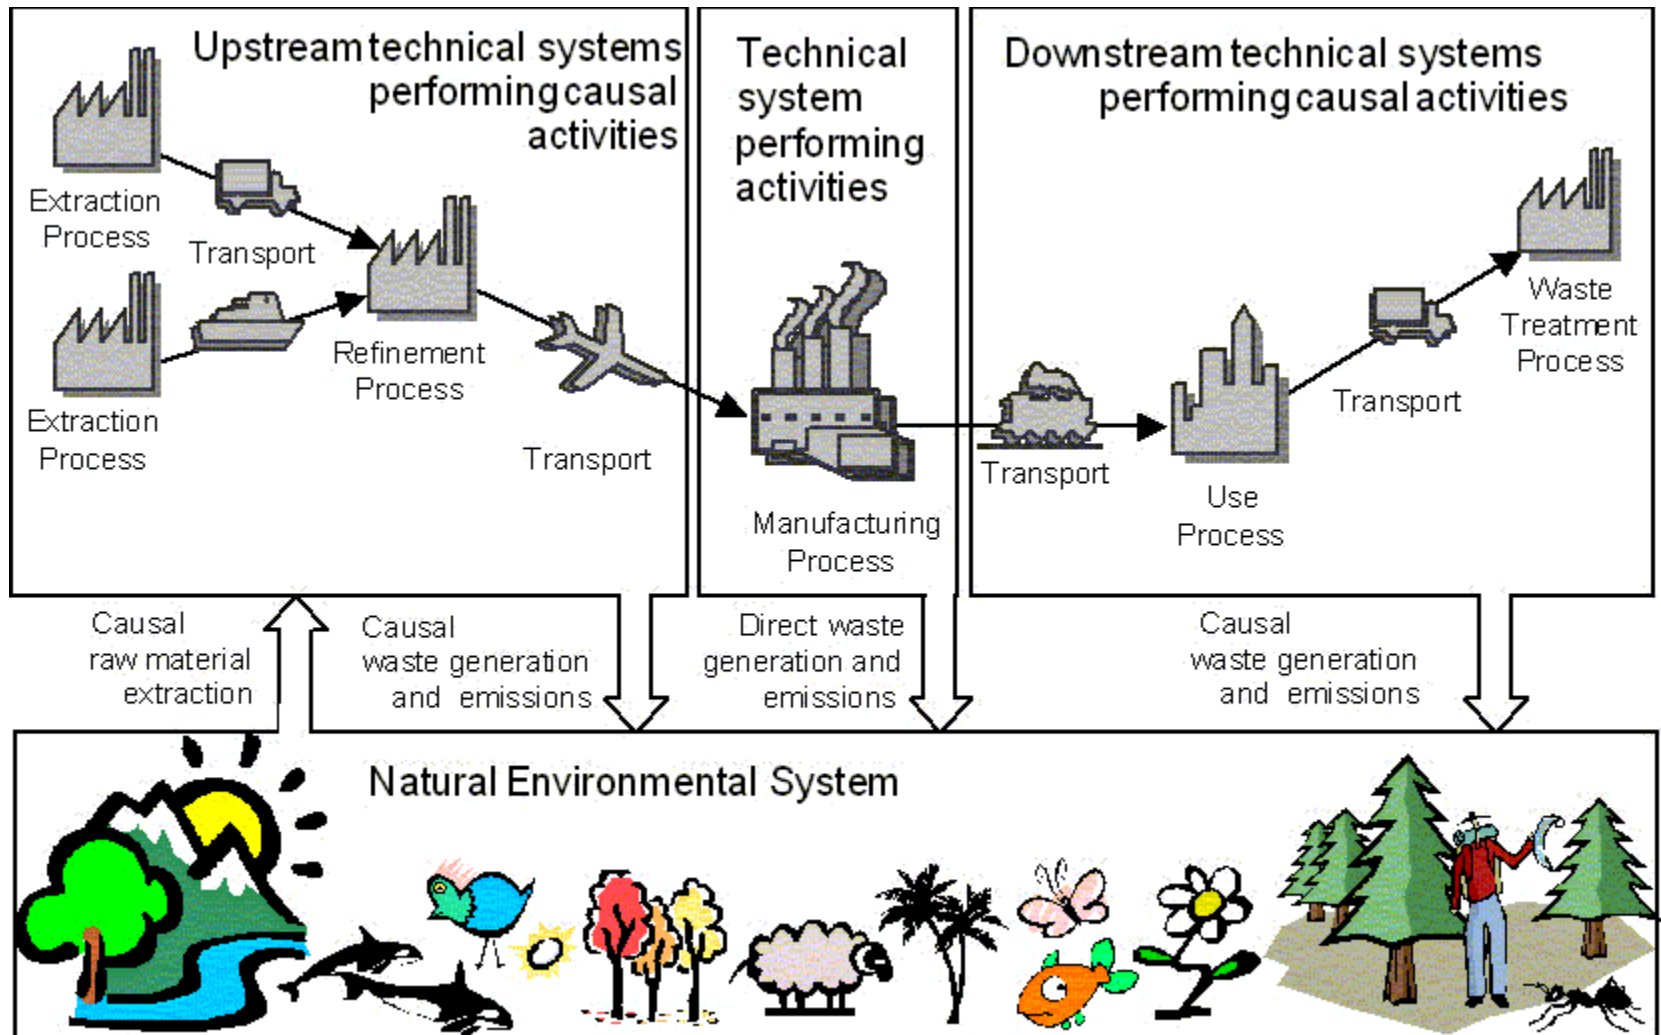 Upstream technical systems
performing causal
activities
Extraction
Process
Transport
Extraction
Process
Refinement
Process
Transport
Technical
system
performing
activities
Manufacturing
Process
Downstream technical systems
performing causal activities
Transport
Use
Process
Transport
Waste
Treatment
Process
Causal
raw material
extraction
Causal
waste generation
and emissions
Direct waste
generation and
emissions
Causal
waste generation
and emissions
Natural Environmental System